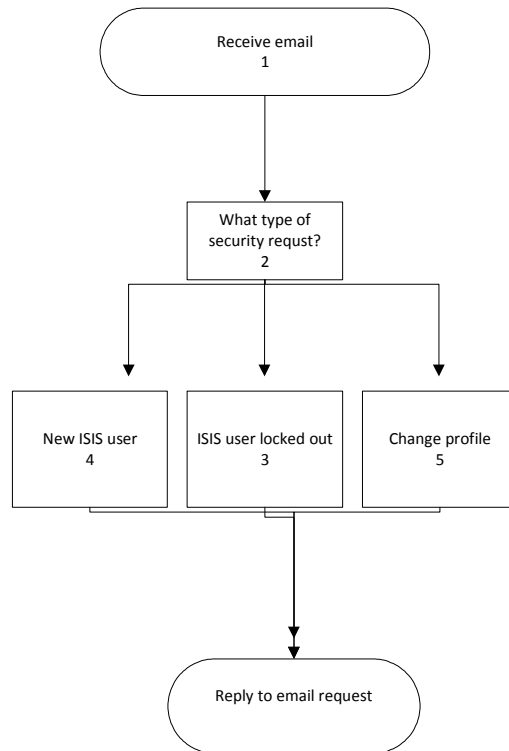 Receive email
1
What type of
security requst?
2
New ISIS user
4
ISIS user locked out
3
Change profile
5
Reply to email request